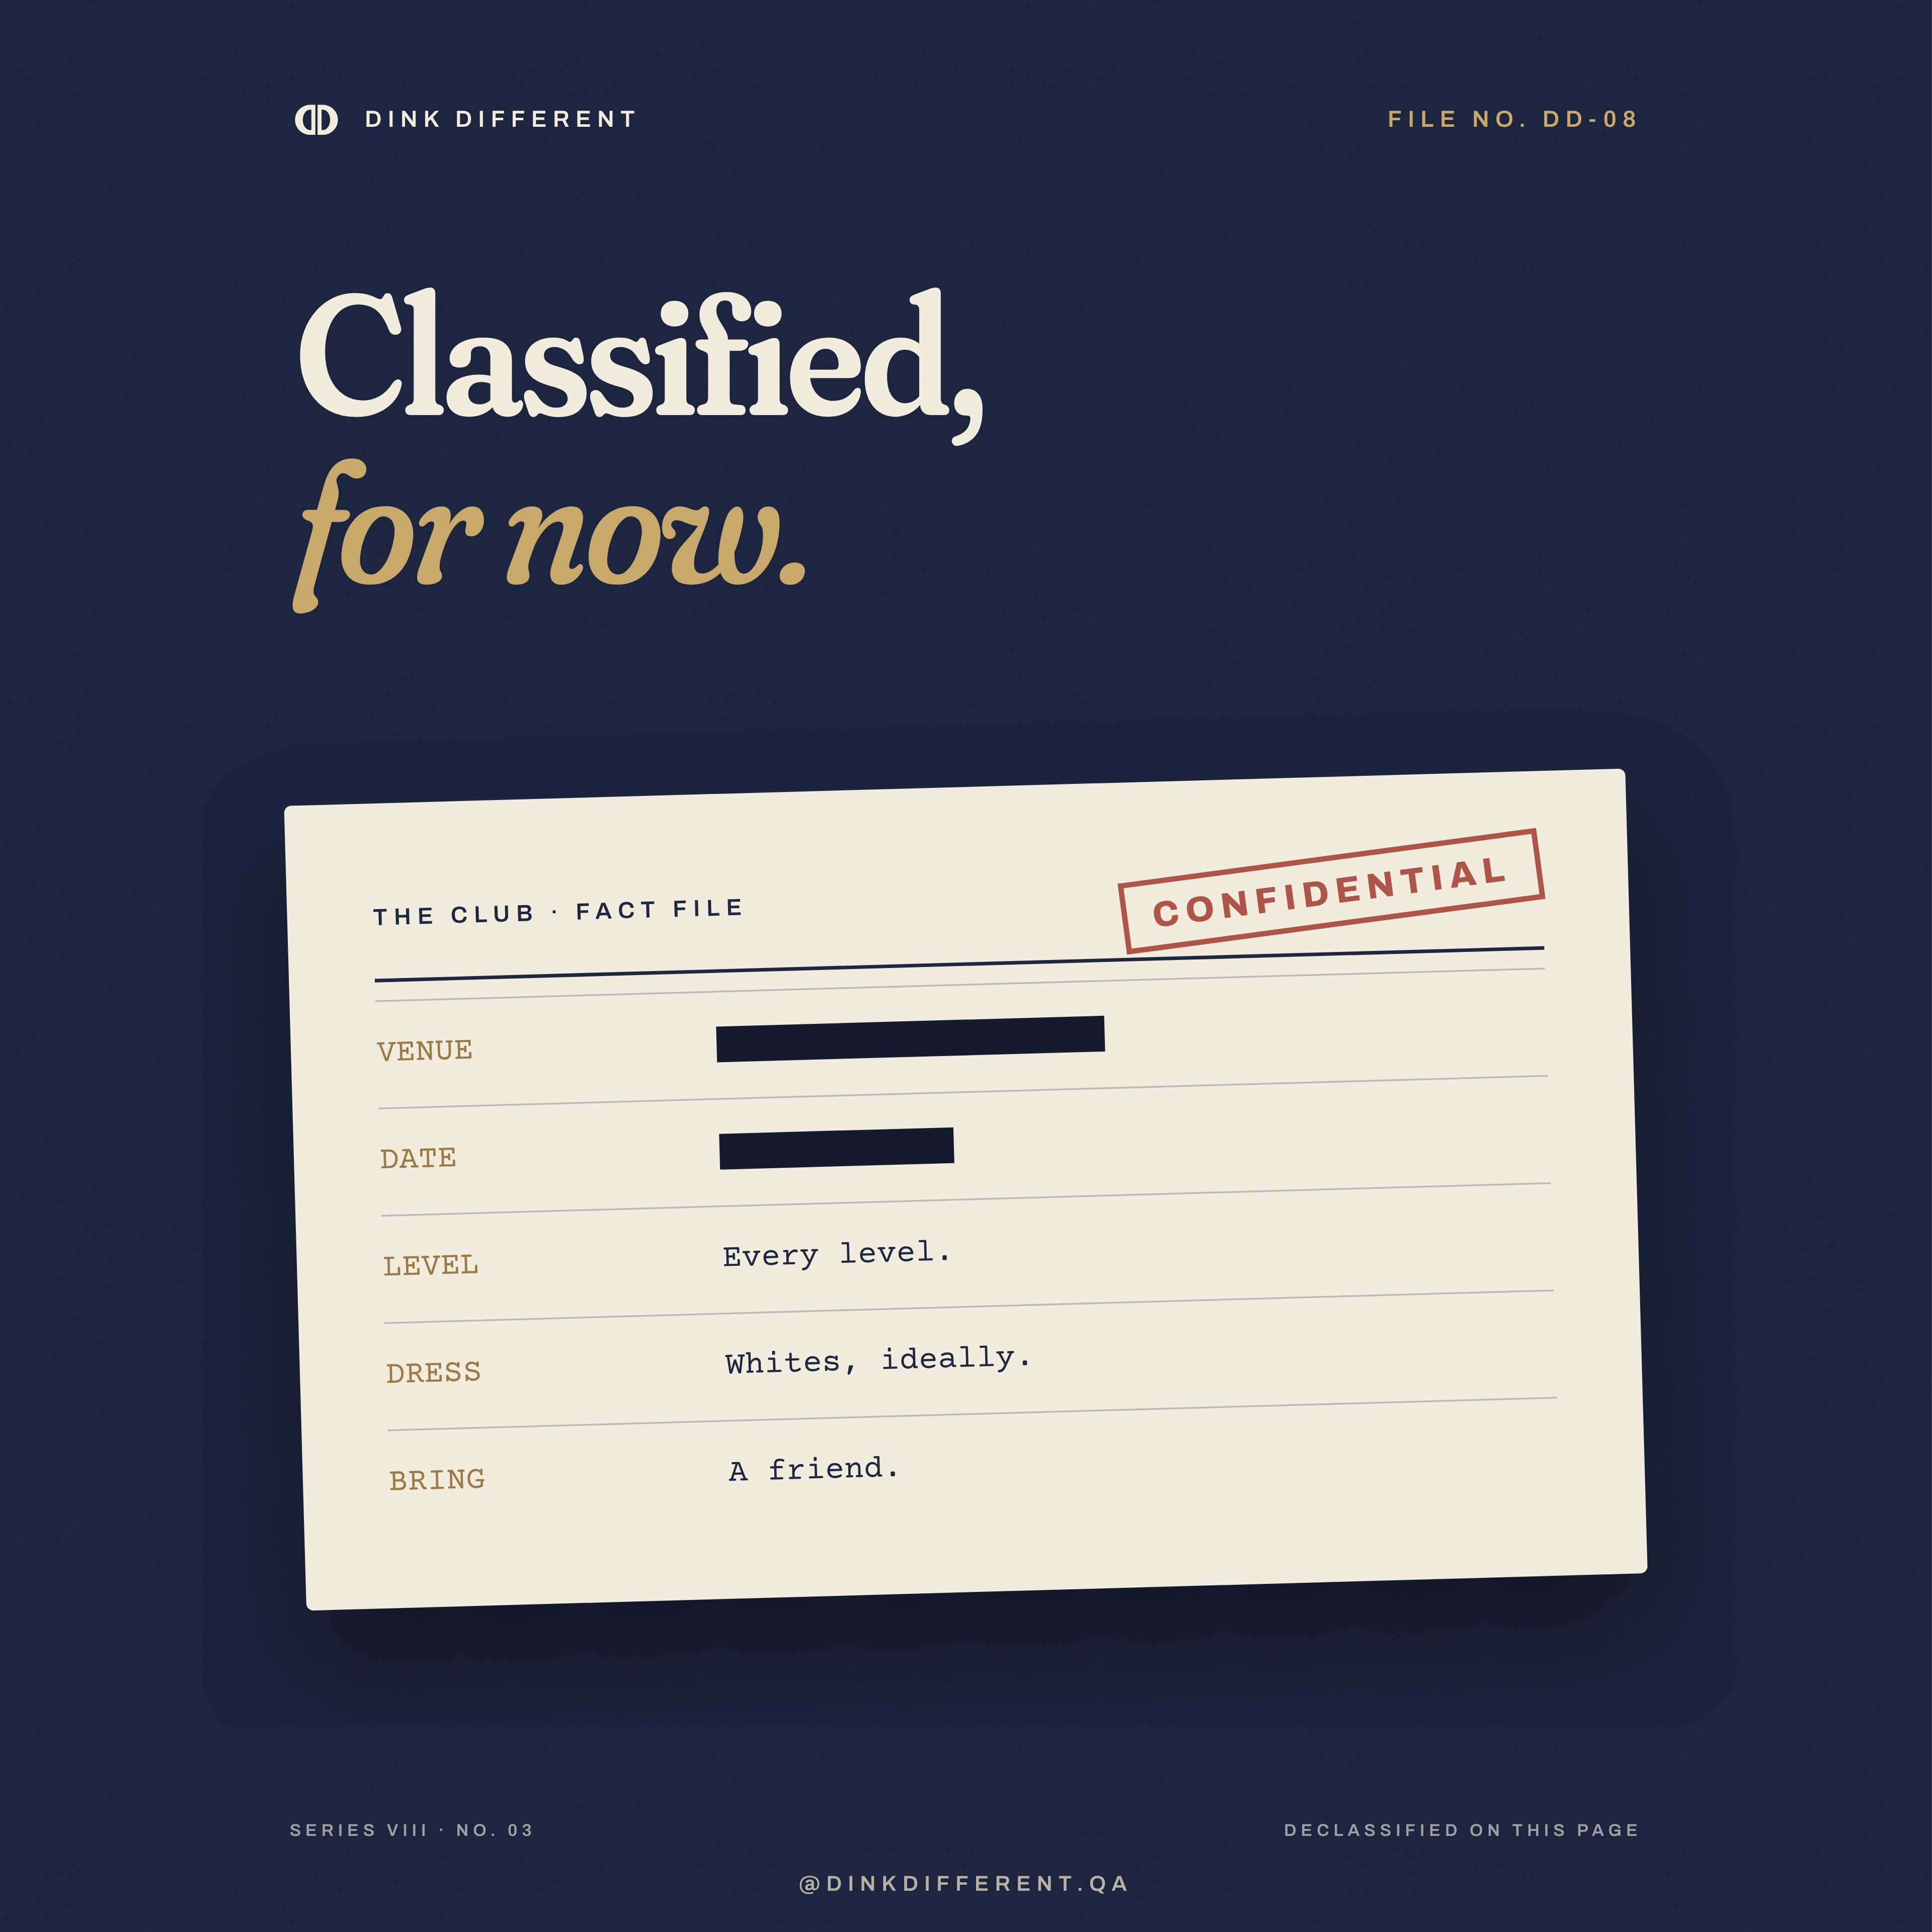 DINK DIFFERENT
FILE NO. DD-08
Classified,
for now.
THE CLUB · FACT FILE
CONFIDENTIAL
VENUE
DATE
LEVEL Every level.
DRESS Whites, ideally.
BRING A friend.
SERIES VIII · NO. 03
DECLASSIFIED ON THIS PAGE
@DINKDIFFERENT.QA